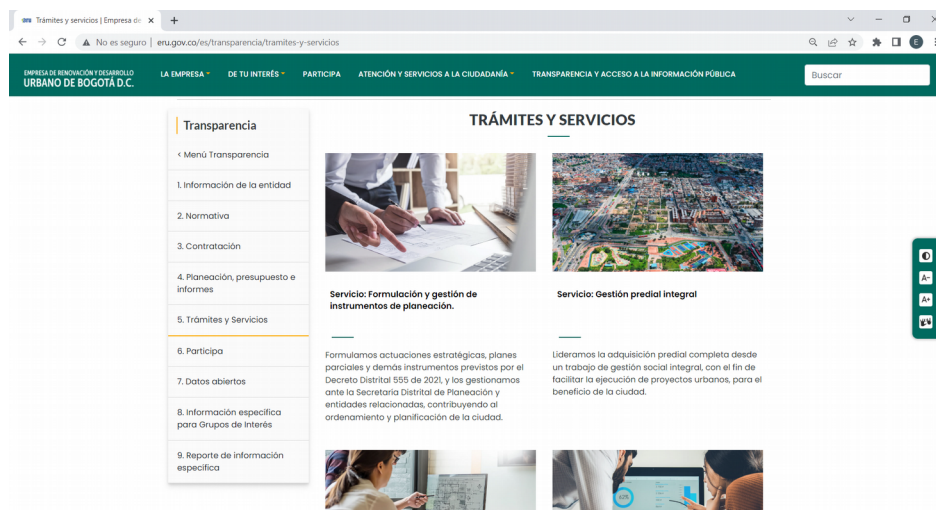 Trámites y servicios | Empresa de
No es seguro | eru.gov.co/es/transparencia/tramites-y-servicios
EMPRESA DE RENOVACIÓN Y DESARROLLO
URBANO DE BOGOTÁ D.C.
LA EMPRESA
DE TU INTERÉS
PARTICIPA
ATENCIÓN Y SERVICIOS A LA CIUDADANÍA
TRANSPARENCIA Y ACCESO A LA INFORMACIÓN PÚBLICA
Buscar
Transparencia
< Menú Transparencia
1. Información de la entidad
2. Normativa
3. Contratación
4. Planeación, presupuesto e
informes
5. Trámites y Servicios
6. Participa
7. Datos abiertos
8. Información especifica
para Grupos de Interés
9. Reporte de información
especifica
TRÁMITES Y SERVICIOS
Servicio: Formulación y gestión de
instrumentos de planeación.
Formulamos actuaciones estratégicas, planes
parciales y demás instrumentos previstos por el
Decreto Distrital 555 de 2021, y los gestionamos
ante la Secretaria Distrital de Planeación y
entidades relacionadas, contribuyendo al
ordenamiento y planificación de la ciudad.
Servicio: Gestión predial integral
Lideramos la adquisición predial completa desde
un trabajo de gestión social integral, con el fin de
facilitar la ejecución de proyectos urbanos, para el
beneficio de la ciudad.
A-
A+
E
62%